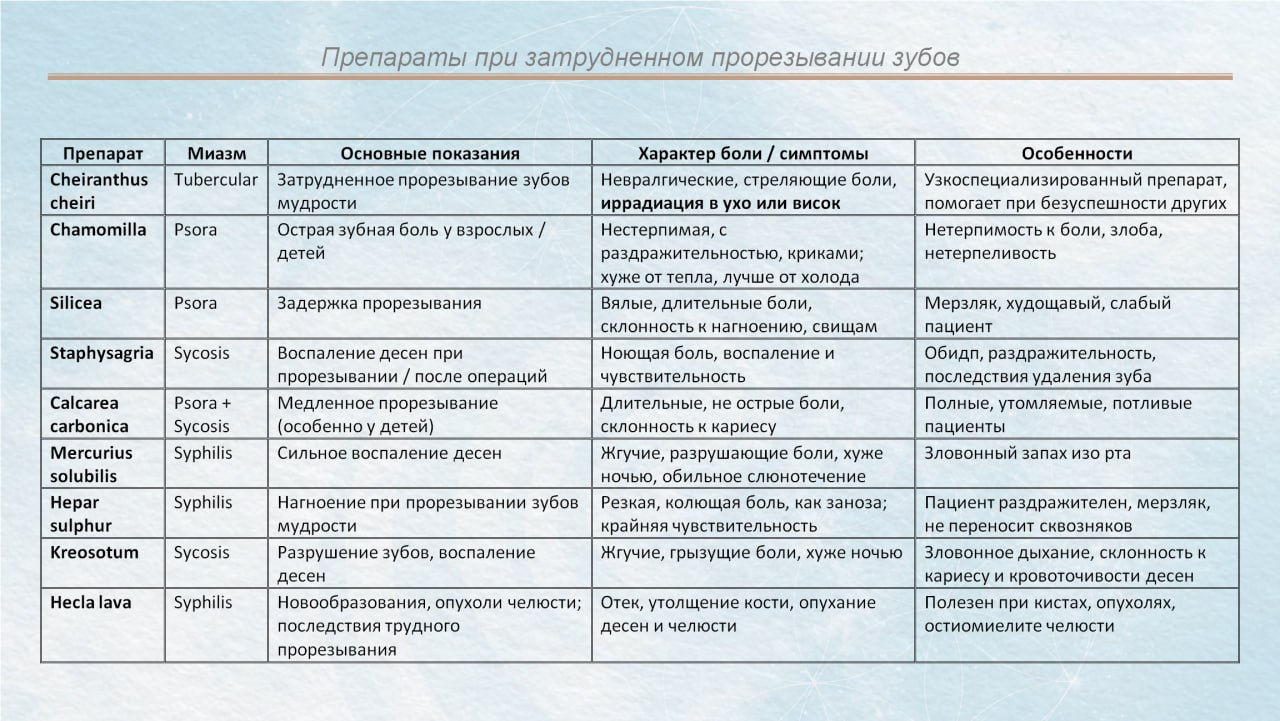 Препараты при затрудненном прорезывании зубов
Препарат Миазм Основные показания Характер боли / симптомы Особенности
Cheiranthus Tubercular Затрудненное прорезывание зубов Невралгические, стреляющие боли, Узкоспециализированный препарат,
cheiri мудрости иррадиация в ухо или висок помогает при безуспешности других
Chamomilla Psora Острая зубная боль у взрослых / Нестерпимая, с Нетерпимость к боли, злоба,
детей раздражительностью, криками; нетерпеливость
хуже от тепла, лучше от холода
Silicea Psora Задержка прорезывания Вялые, длительные боли, Мерзляк, худощавый, слабый
склонность к нагноению, свищам пациент
Staphysagria Sycosis Воспаление десен при Ноющая боль, воспаление и Обидп, раздражительность,
прорезывании / после операций чувствительность последствия удаления зуба
Calcarea Psora + Медленное прорезывание Длительные, не острые боли, Полные, утомляемые, потливые
carbonica Sycosis (особенно у детей) склонность к кариесу пациенты
Mercurius Syphilis Сильное воспаление десен Жгучие, разрушающие боли, хуже Зловонный запах изо рта
solubilis ночью, обильное слюнотечение
Hepar Syphilis Нагноение при прорезывании зубов Резкая, колющая боль, как заноза; Пациент раздражителен, мерзляк,
sulphur мудрости крайняя чувствительность не переносит сквозняков
Kreosotum Sycosis Разрушение зубов, воспаление Жгучие, грызущие боли, хуже ночью Зловонное дыхание, склонность к
десен кариесу и кровоточивости десен
Hecla lava Syphilis Новообразования, опухоли челюсти; Отек, утолщение кости, опухание Полезен при кистах, опухолях,
последствия трудного десен и челюсти остиомиелите челюсти
прорезывания